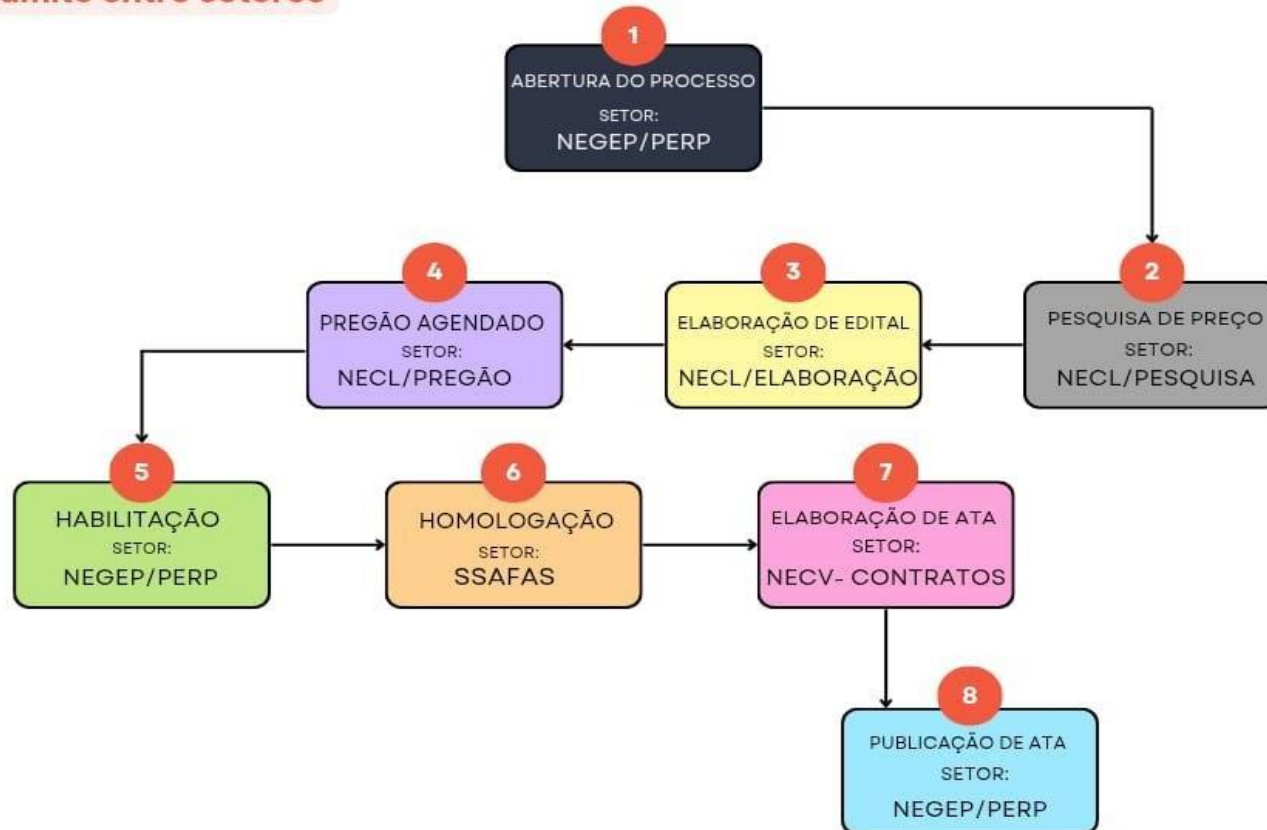 entre setores
1
ABERTURA DO PROCESSO
SETOR:
NEGEP/PERP
2
PESQUISA DE PREÇO
SETOR:
NECL/PESQUISA
3
ELABORAÇÃO DE EDITAL
SETOR:
NECL/ELABORAÇÃO
4
PREGÃO AGENDADO
SETOR:
NECL/PREGÃO
5
HABILITAÇÃO
SETOR:
NEGEP/PERP
6
HOMOLOGAÇÃO
SETOR:
SSAFAS
7
ELABORAÇÃO DE ATA
SETOR:
NECV- CONTRATOS
8
PUBLICAÇÃO DE ATA
SETOR:
NEGEP/PERP